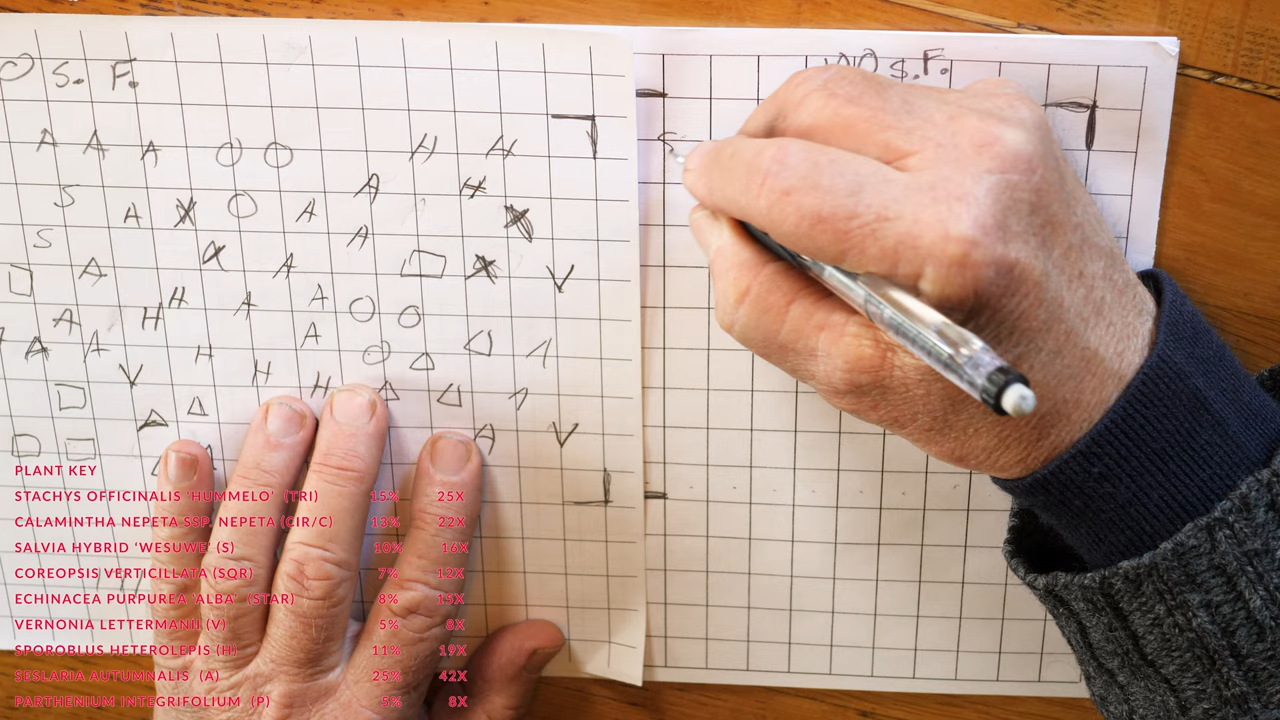 S. F.
00 S.F.
A A A O O H H
S A H
S A O A
A A
A A V
A H H A A O O
A A A H O
V H H
A V
S
PLANT KEY
STACHYS OFFICINALIS ‘HUMMELO’ (TRI) 15% 25X
CALAMINTHA NEPETA SSP. NEPETA (CIR/C) 13% 22X
SALVIA HYBRID ‘WESUWE’ (S) 10% 16X
COREOPSIS VERTICILLATA (SQR) 7% 12X
ECHINACEA PURPUREA ‘ALBA’ (STAR) 8% 15X
VERNONIA LETTERMANII (V) 5% 8X
SPOROBLUS HETEROLEPIS (H) 11% 19X
SESLARIA AUTUMNALIS (A) 25% 42X
PARTHENIUM INTEGRIFOLIUM (P) 5% 8X